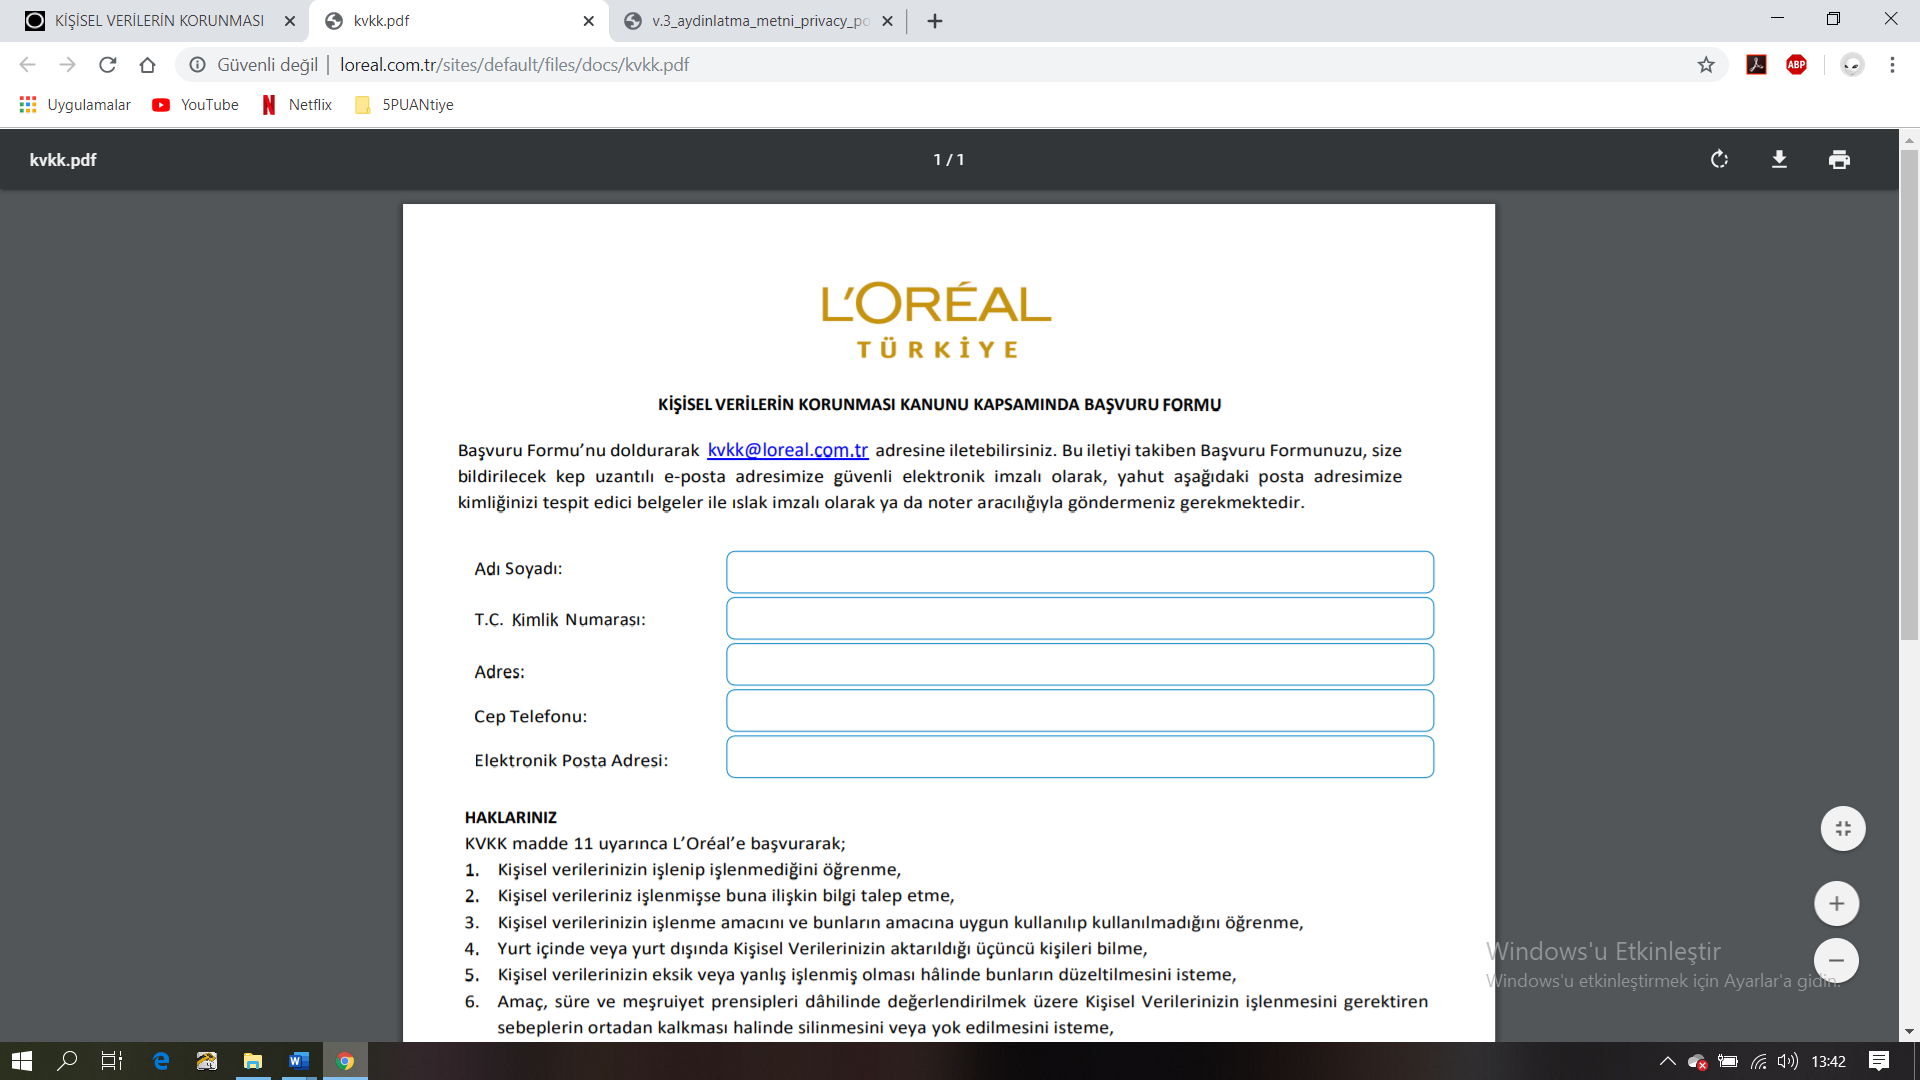 KİŞİSEL VERİLERİN KORUNMASI
kvkk.pdf
v.3_aydinlatma_metni_privacy_po
Güvenli değil
loreal.com.tr/sites/default/files/docs/kvkk.pdf
ABP
Uygulamalar
YouTube
Netflix
5PUANtiye
kvkk.pdf
1 / 1
L'ORÉAL
TÜRKİYE
KİŞİSEL VERİLERİN KORUNMASI KANUNU KAPSAMINDA BAŞVURU FORMU
Başvuru Formu'nu doldurarak kvkk@loreal.com.tr adresine iletebilirsiniz. Bu iletiyi takiben Başvuru Formunuzu, size
bildirilecek kep uzantılı e-posta adresimize güvenli elektronik imzalı olarak, yahut aşağıdaki posta adresimize
kimliğinizi tespit edici belgeler ile ıslak imzalı olarak ya da noter aracılığıyla göndermeniz gerekmektedir.
Adı Soyadı:
T.C. Kimlik Numarası:
Adres:
Cep Telefonu:
Elektronik Posta Adresi:
HAKLARINIZ
KVKK madde 11 uyarınca L'Oréal'e başvurarak;
1. Kişisel verilerinizin işlenip işlenmediğini öğrenme,
2. Kişisel verileriniz işlenmişse buna ilişkin bilgi talep etme,
3. Kişisel verilerinizin işlenme amacını ve bunların amacına uygun kullanılıp kullanılmadığını öğrenme,
4. Yurt içinde veya yurt dışında Kişisel Verilerinizin aktarıldığı üçüncü kişileri bilme,
5. Kişisel verilerinizin eksik veya yanlış işlenmiş olması hâlinde bunların düzeltilmesini isteme,
6. Amaç, süre ve meşruiyet prensipleri dâhilinde değerlendirilmek üzere Kişisel Verilerinizin işlenmesini gerektiren
sebeplerin ortadan kalkması halinde silinmesini veya yok edilmesini isteme,
Windows'u Etkinleştir
Windows'u etkinleştirmek için Ayarlar'a gidin.
13:42